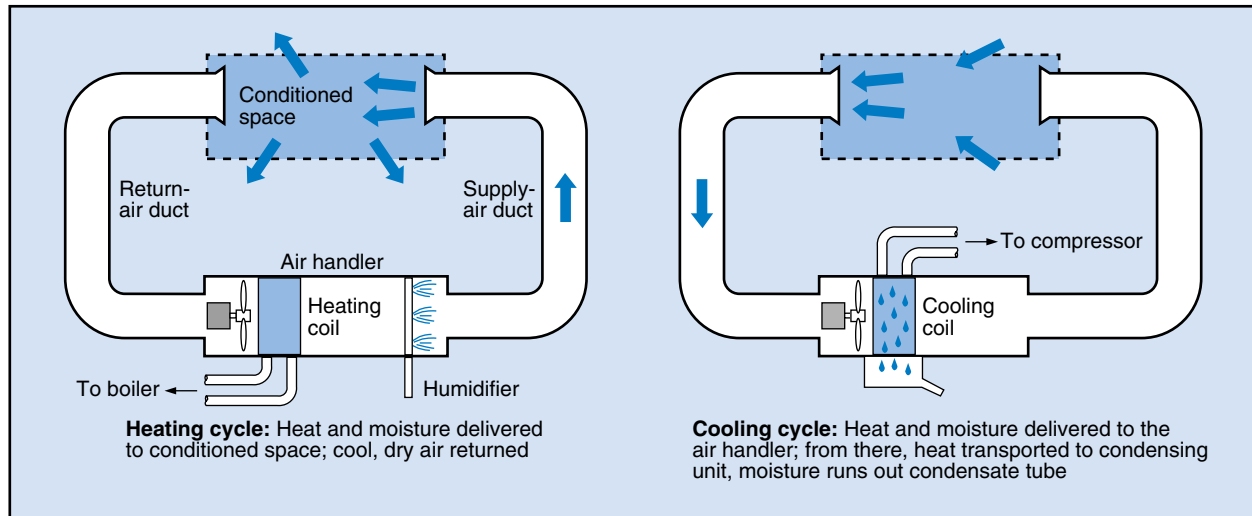 Conditioned
space
Return-
air duct
Supply-
air duct
Air handler
Heating
coil
To boiler
Humidifier
Heating cycle: Heat and moisture delivered
to conditioned space; cool, dry air returned
To compressor
Cooling
coil
Cooling cycle: Heat and moisture delivered to the
air handler; from there, heat transported to condensing
unit, moisture runs out condensate tube